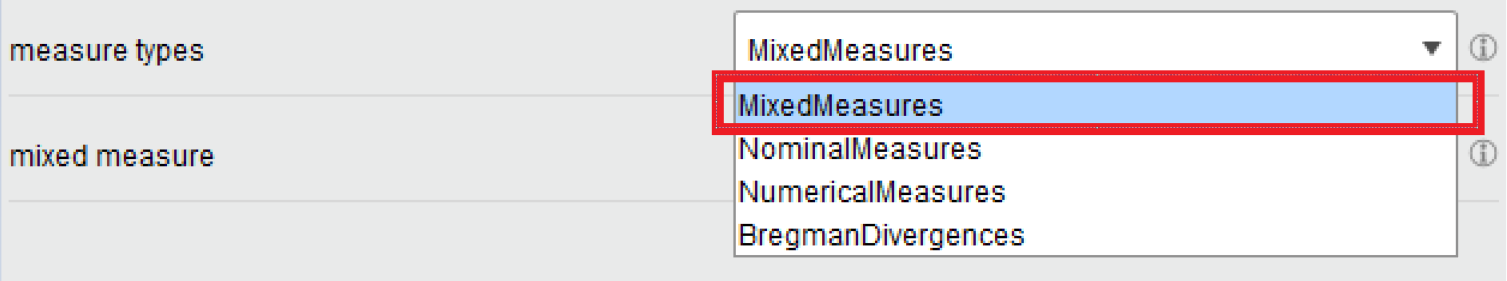 measure types
MixedMeasures
MixedMeasures
mixed measure
NominalMeasures
NumericalMeasures
BregmanDivergences